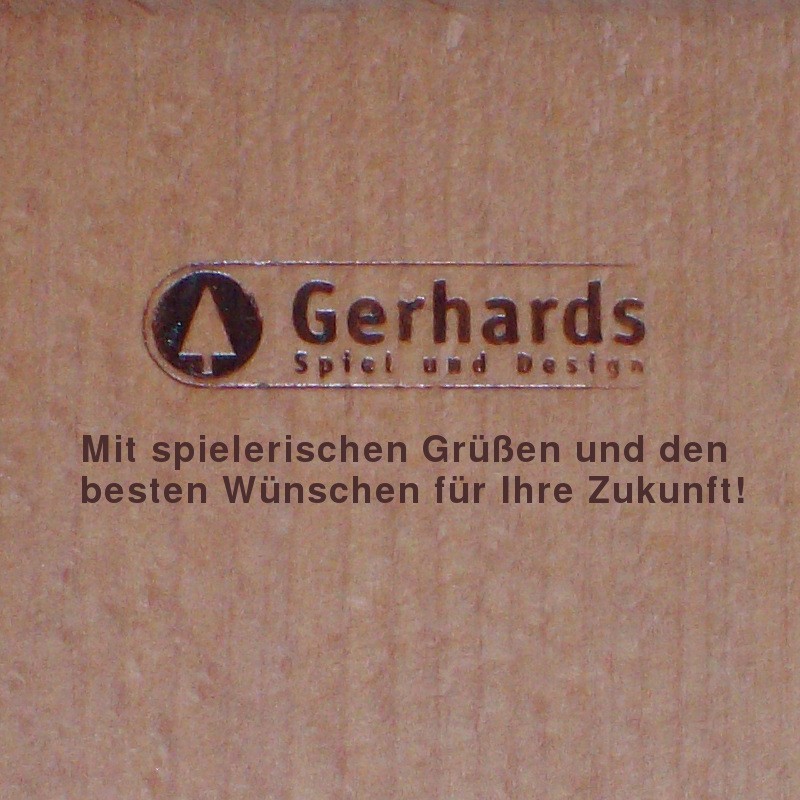 Gerhards
Spiel und Design
Mit spielerischen Grüßen und den
besten Wünschen für Ihre Zukunft!